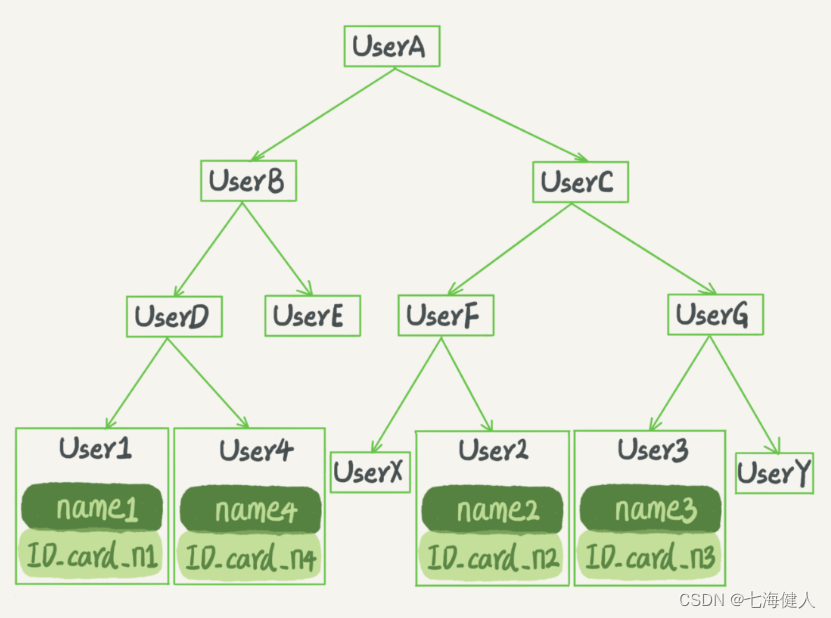 UserA
UserB
UserC
UserD
UserE
UserF
UserG
User1
name1
ID_card_n1
User4
name4
ID_card_n4
UserX
User2
name2
ID_card_n2
User3
name3
ID_card_n3
UserY
CSDN @七海健人